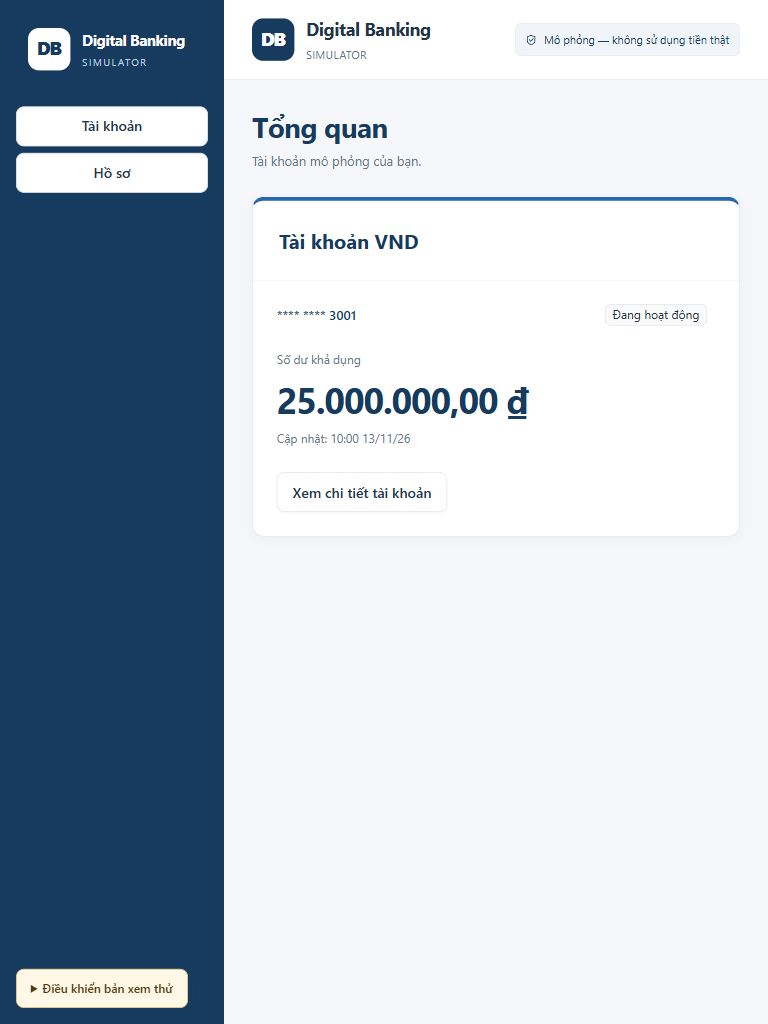 DB
Digital Banking
SIMULATOR
Tài khoản
Hồ sơ
Điều khiển bản xem thử
DB
Digital Banking
SIMULATOR
Mô phỏng — không sử dụng tiền thật
Tổng quan
Tài khoản mô phỏng của bạn.
Tài khoản VND
**** **** 3001
Đang hoạt động
Số dư khả dụng
25.000.000,00 ₫
Cập nhật: 10:00 13/11/26
Xem chi tiết tài khoản